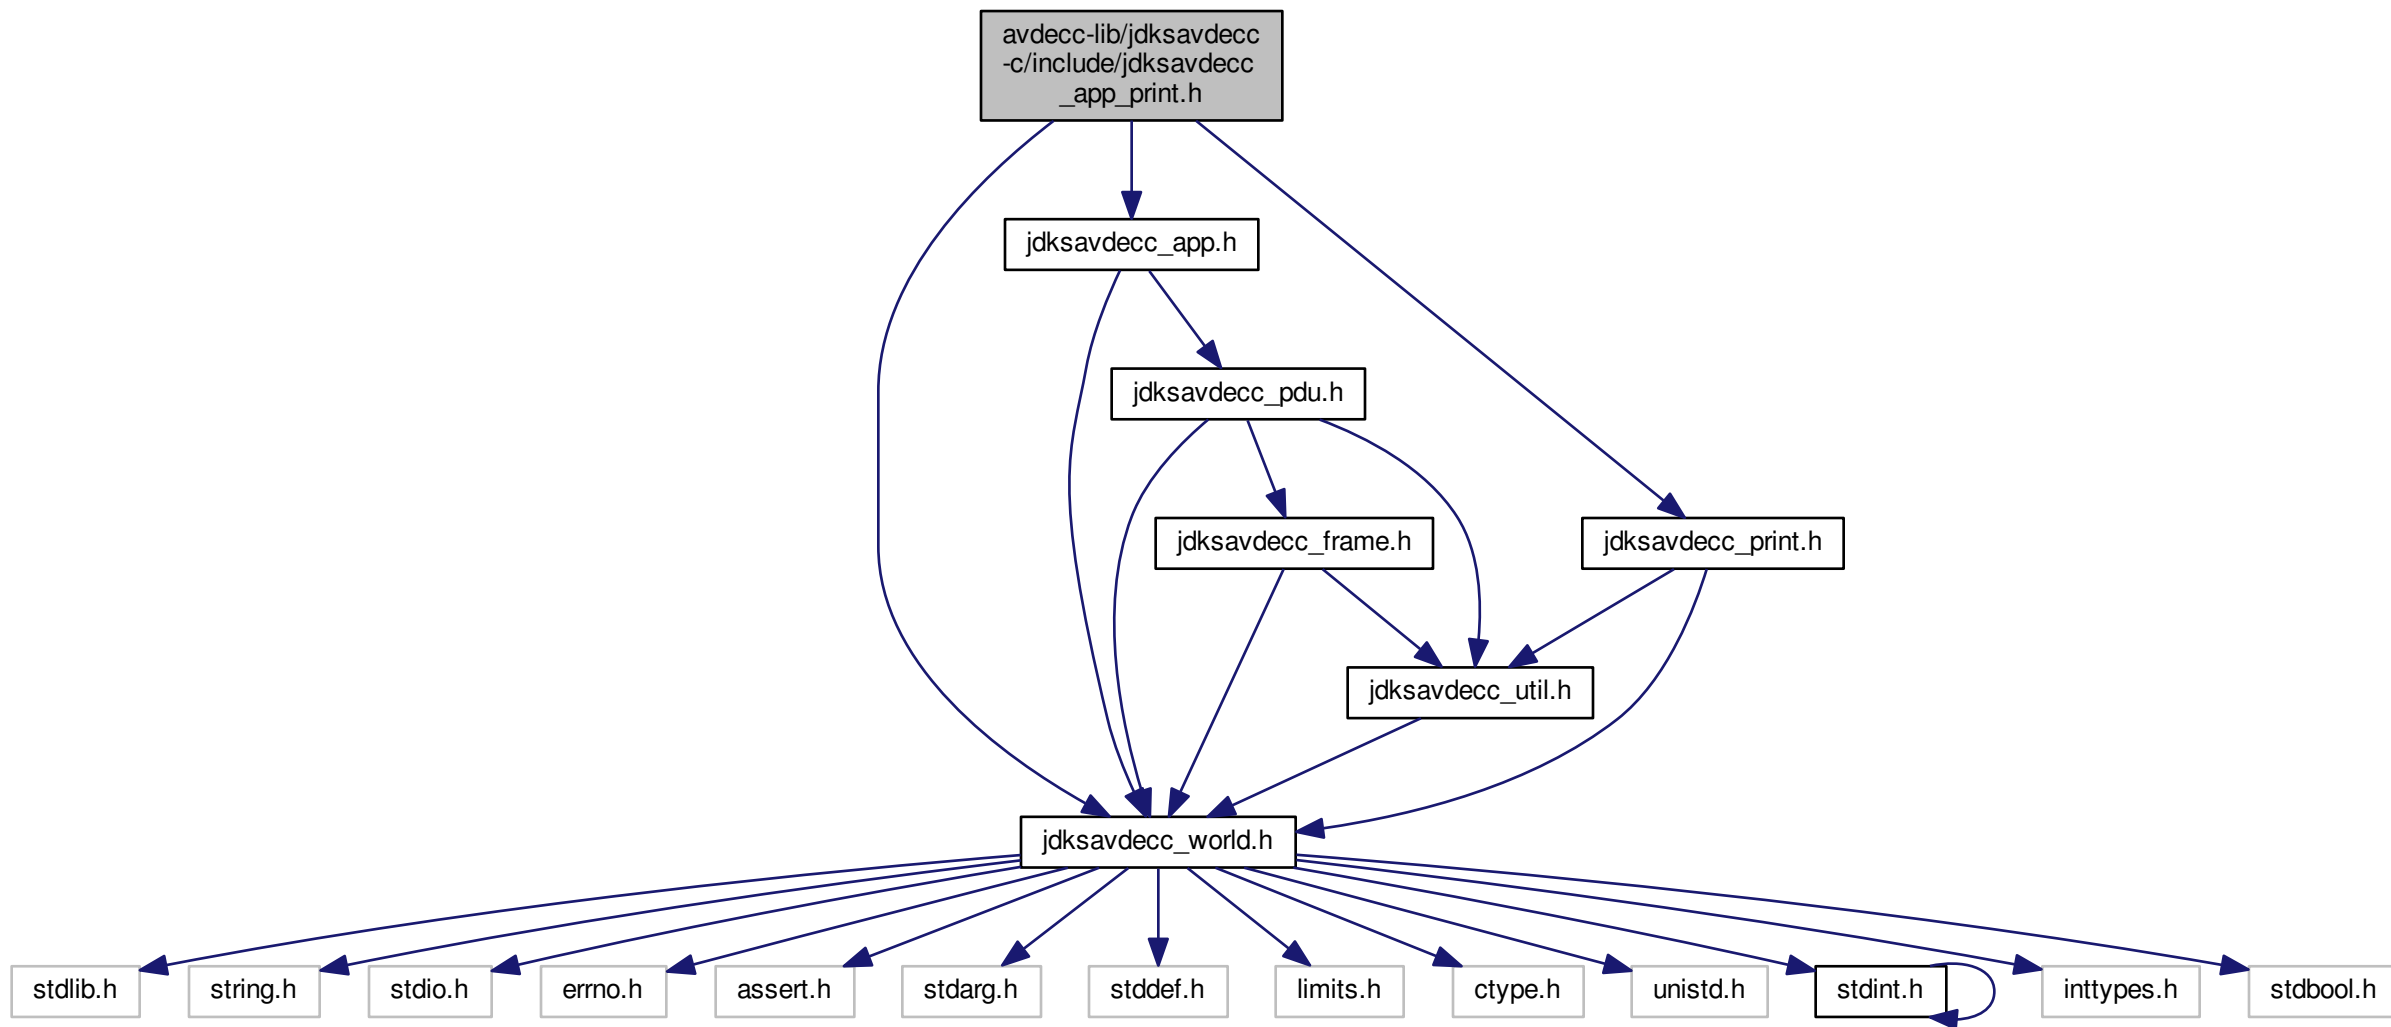 avdecc-lib/jdksavdecc
-c/include/jdksavdecc
_app_print.h
jdksavdecc_app.h
jdksavdecc_pdu.h
jdksavdecc_frame.h
jdksavdecc_print.h
jdksavdecc_util.h
jdksavdecc_world.h
stdlib.h
string.h
stdio.h
errno.h
assert.h
stdarg.h
stddef.h
limits.h
ctype.h
unistd.h
stdint.h
inttypes.h
stdbool.h